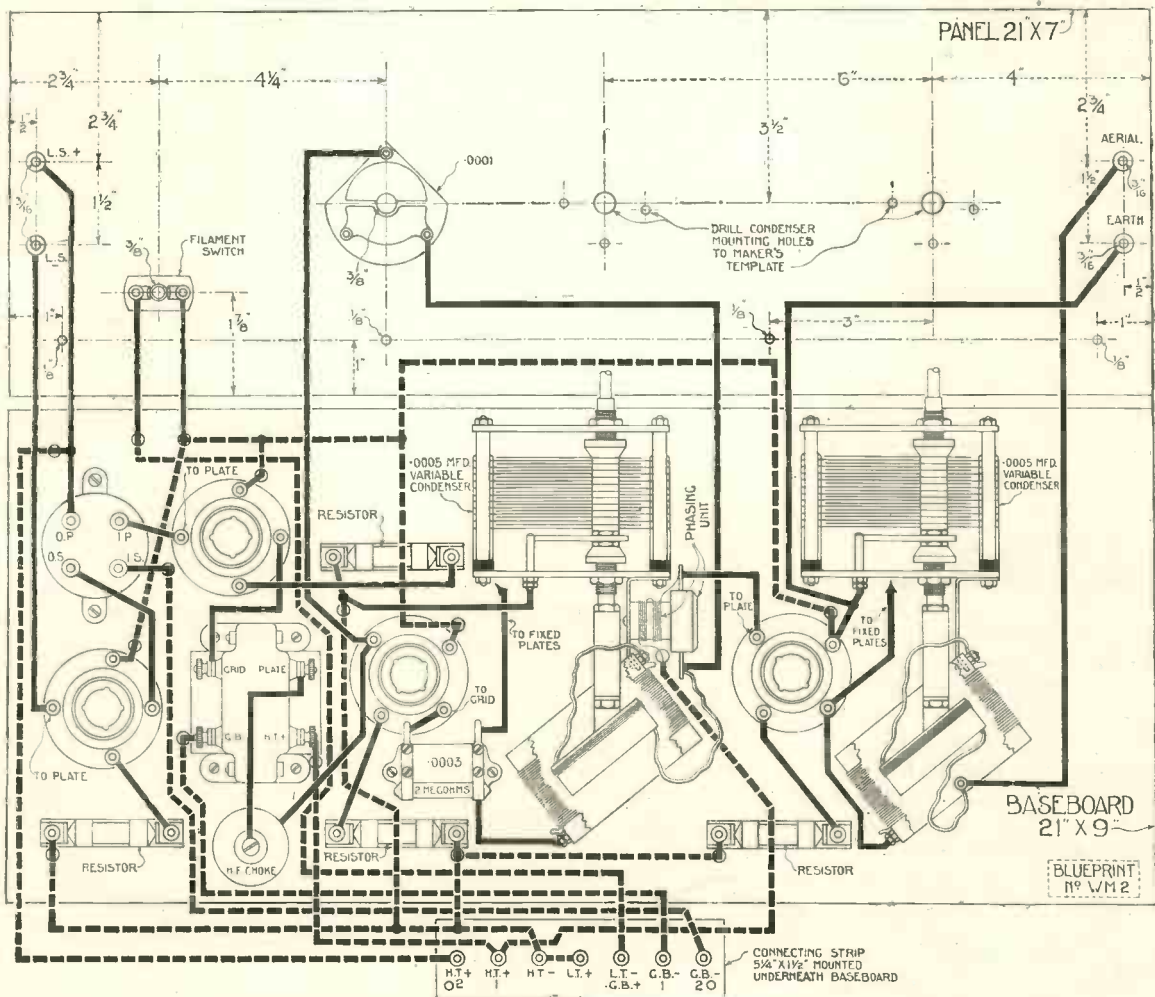 PANEL 21"X7"
2¾"
4¼"
6"
4"
½"
2¾"
3½"
2¾"
L.S.+
·0001
AERIAL.
3/16
1½"
3/16
1½"
EARTH
L.S.
3/16
FILAMENT
SWITCH
⅜"
⅜"
DRILL CONDENSER
MOUNTING HOLES
TO MAKER'S
TEMPLATE
½"
1"
1⅞"
⅛"
⅛"
3"
1"
⅛"
1"
⅛"
TO PLATE
·0005 MFD.
VARIABLE
CONDENSER
·0005 MFD.
VARIABLE
CONDENSER
PHASING
UNIT
RESISTOR
O.P
I.P
O.S.
I.S.
TO PLATE
TO FIXED
PLATES
TO
FIXED
PLATES
GRID
PLATE
TO
GRID
G.B.
H.T+
TO PLATE
·0003
2 MEGOHMS
BASEBOARD
21" X 9"
RESISTOR
H.F. CHOKE
RESISTOR
RESISTOR
BLUEPRINT
Nº WM 2
H.T+
2
H.T+
1
H.T-
L.T.+
L.T.-
G.B.+
G.B.-
1
G.B.-
2
CONNECTING STRIP
5¼"X1½" MOUNTED
UNDERNEATH BASEBOARD